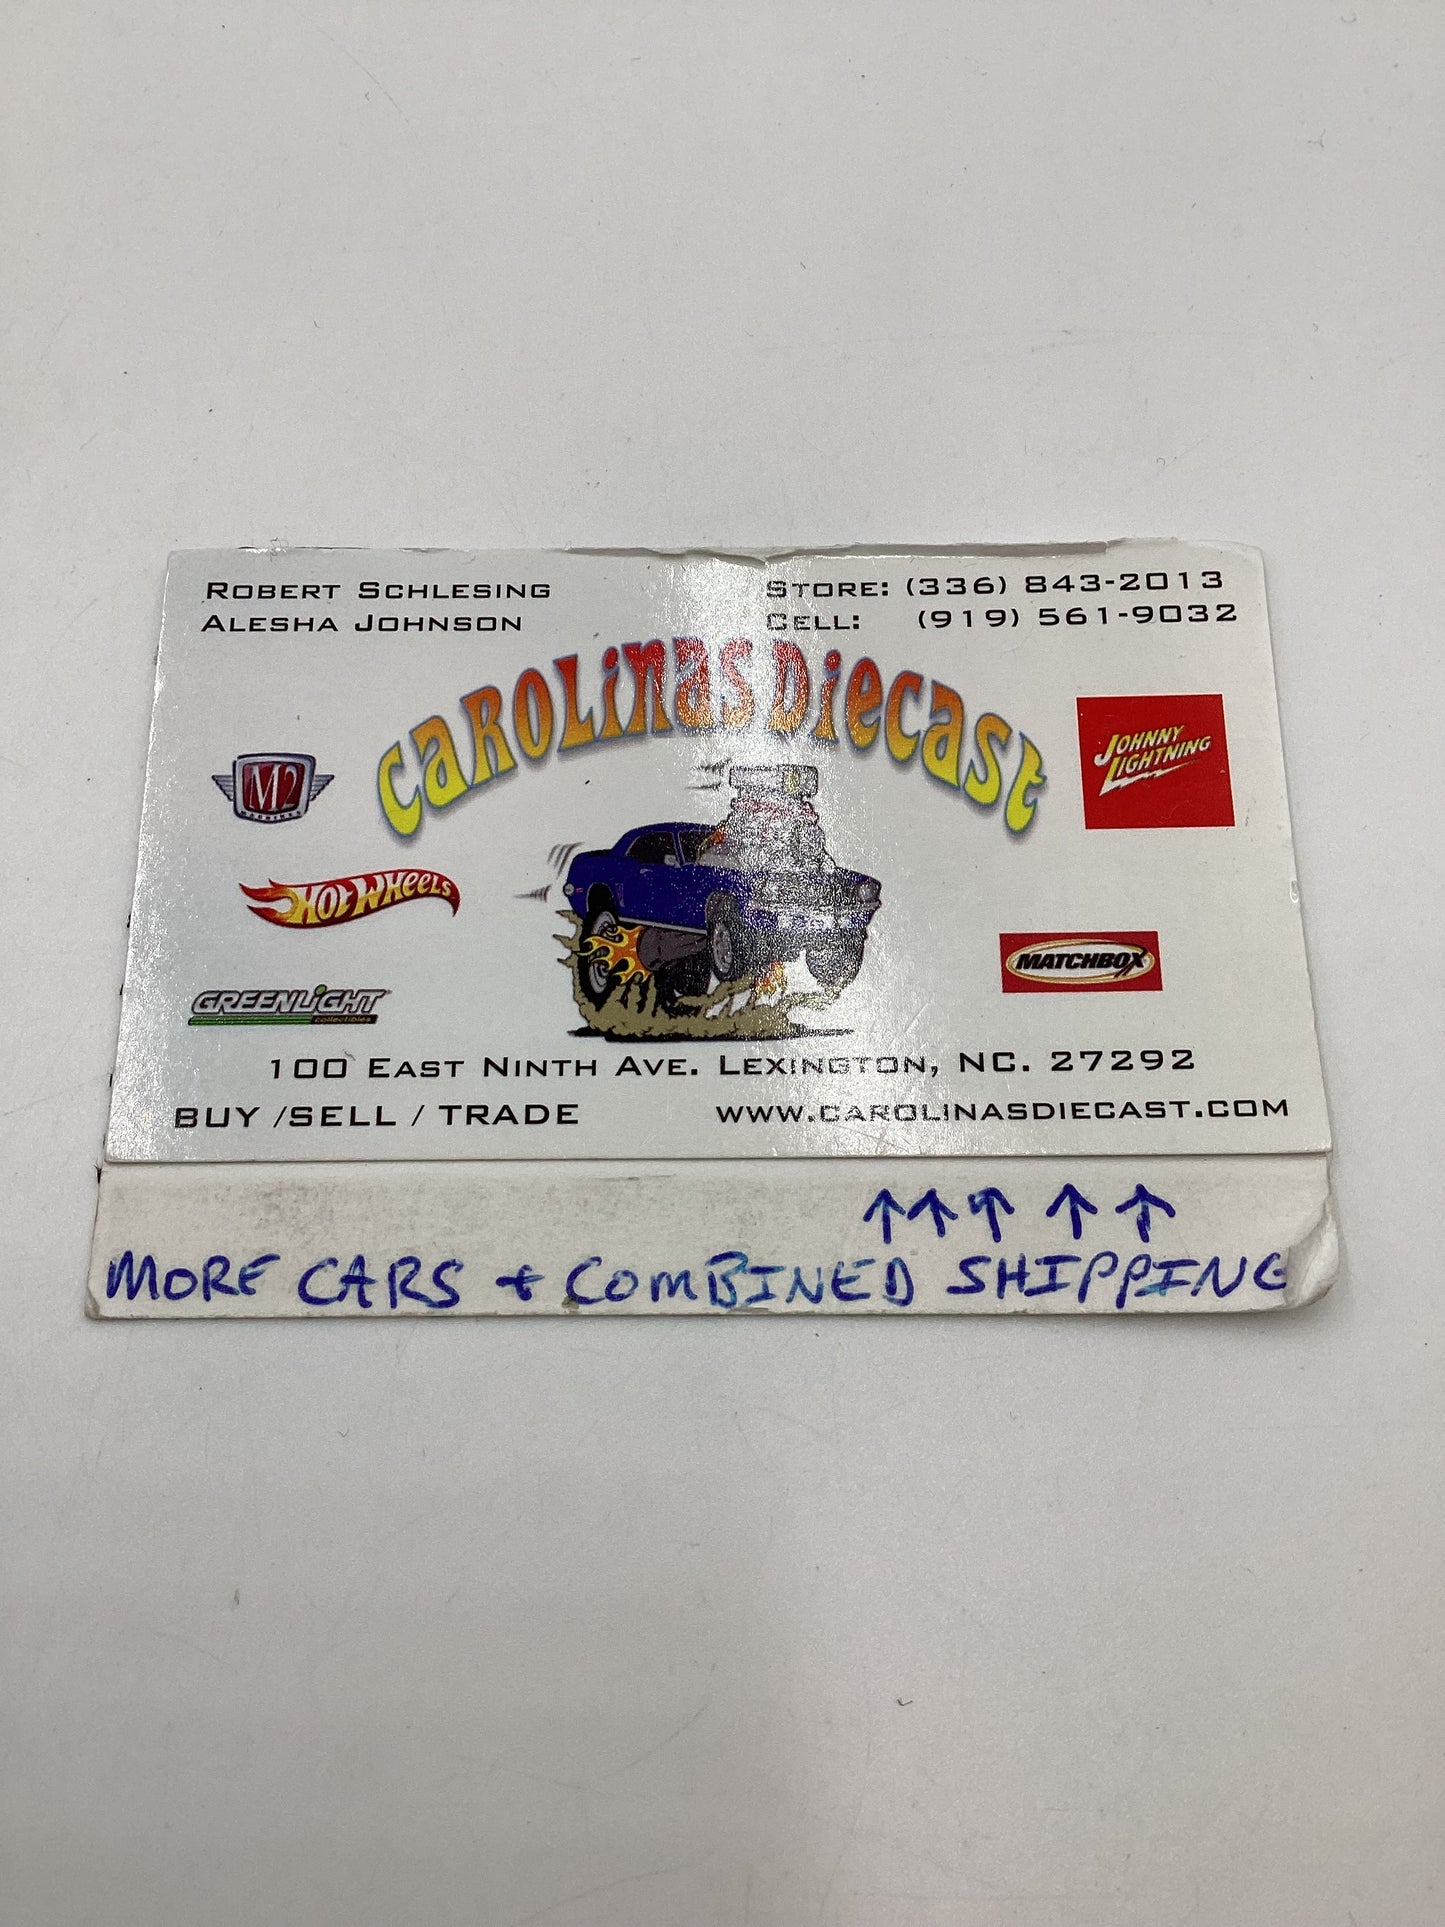 ROBERT SCHLESING
ALESHA JOHNSON
STORE: (336) 843-2013
CELL: (919) 561-9032
CAROLINAS DIECAST
M2
MACHINES
JOHNNY LIGHTNING
HOT WHEELS
MATCHBOX
GREENLIGHT
collectibles
100 EAST NINTH AVE. LEXINGTON, NC. 27292
BUY /SELL / TRADE
WWW.CAROLINASDIECAST.COM
↑ ↑ ↑ ↑ ↑
MORE CARS + COMBINED SHIPPING